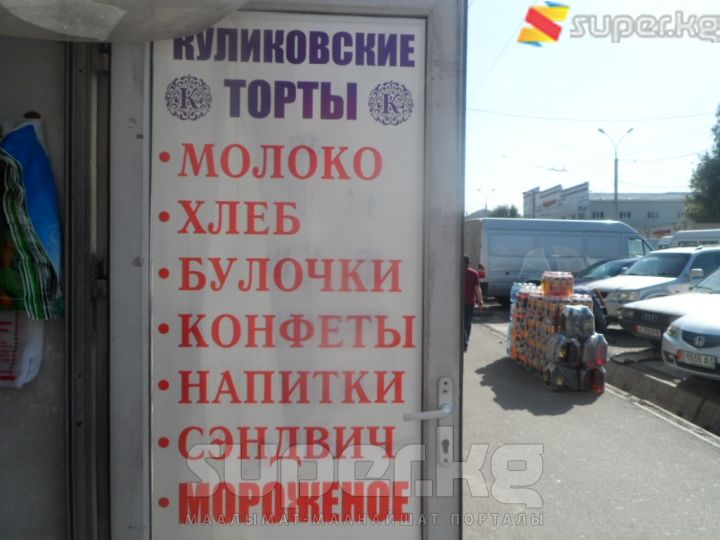 super.kg
КУЛИКОВСКИЕ
К ТОРТЫ К
• МОЛОКО
• ХЛЕБ
• БУЛОЧКИ
• КОНФЕТЫ
• НАПИТКИ
• СЭНДВИЧ
super.kg
• МОРОЖЕНОЕ
МААЛЫМАТ-МААНАЙШАТ ПОРТАЛЫ